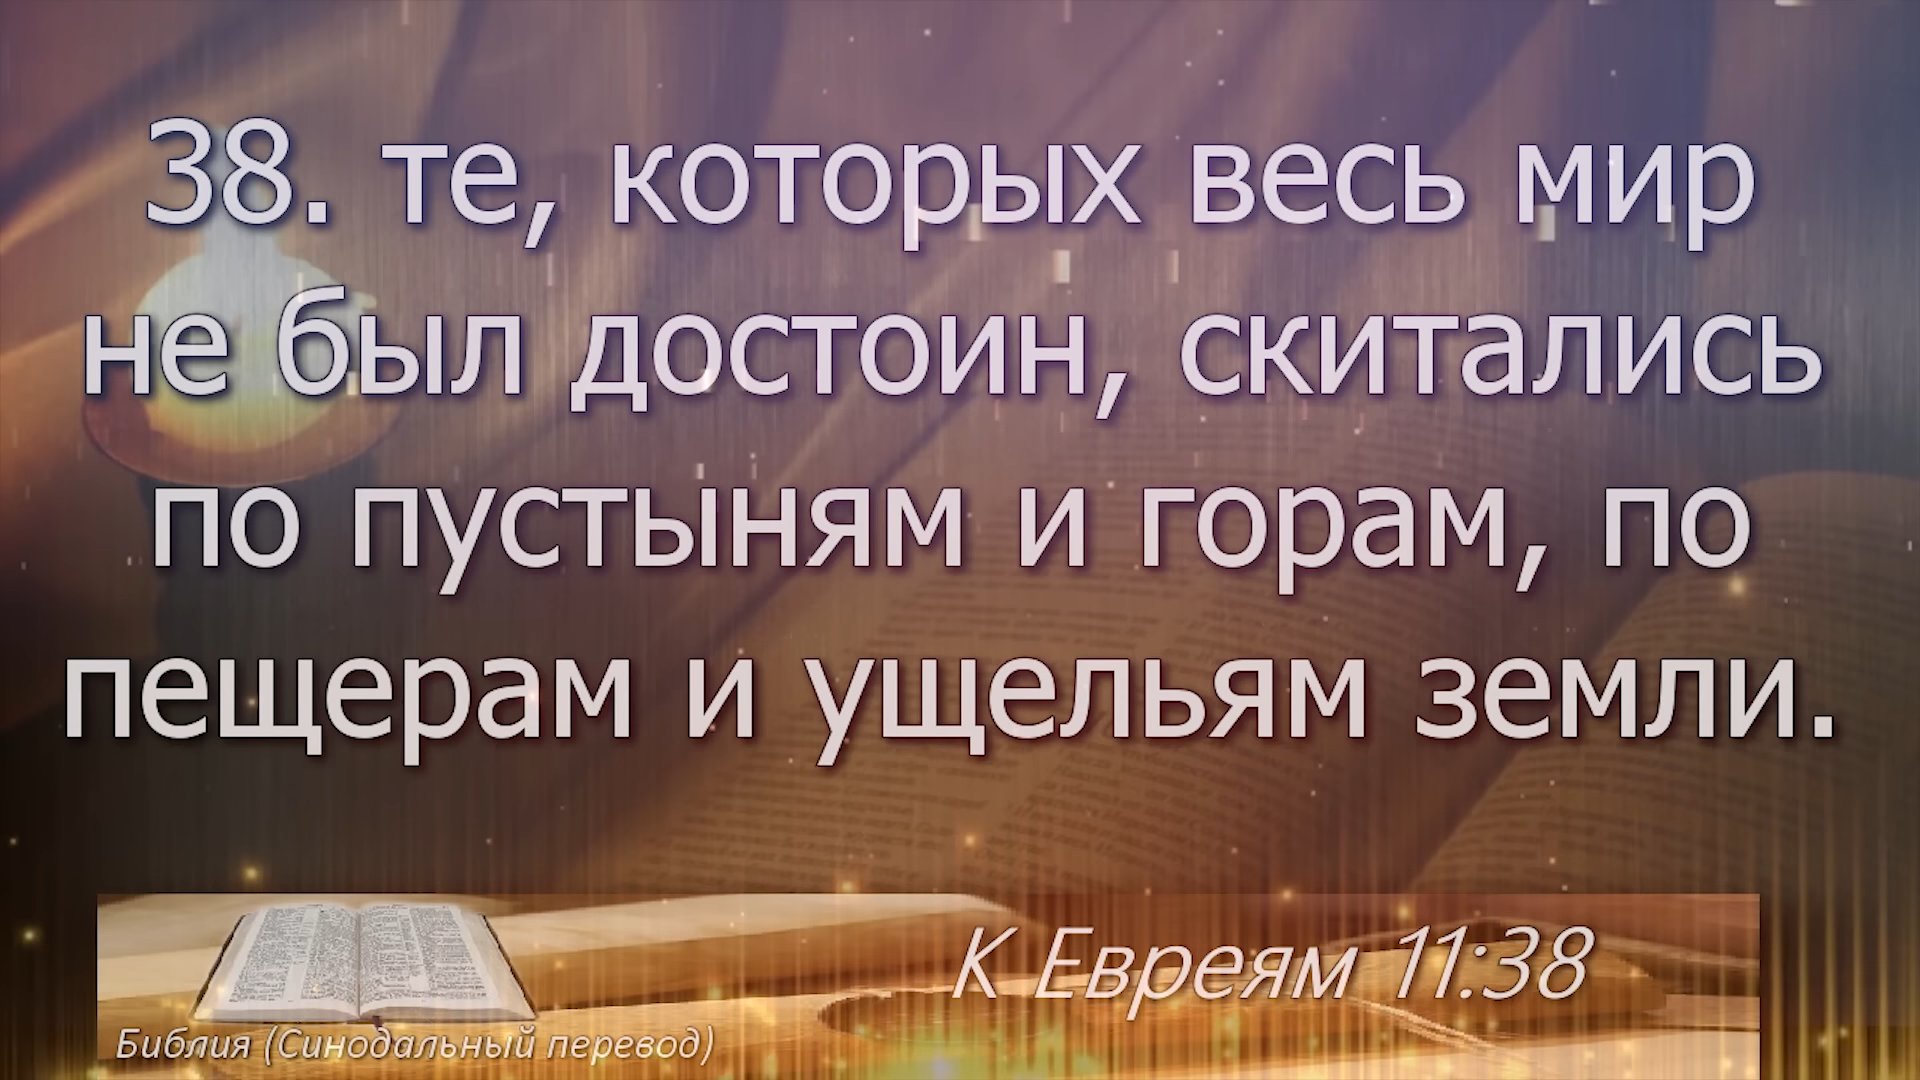 38. те, которых весь мир
не был достоин, скитались
по пустыням и горам, по
пещерам и ущельям земли.
К Евреям 11:38
Библия (Синодальный перевод)